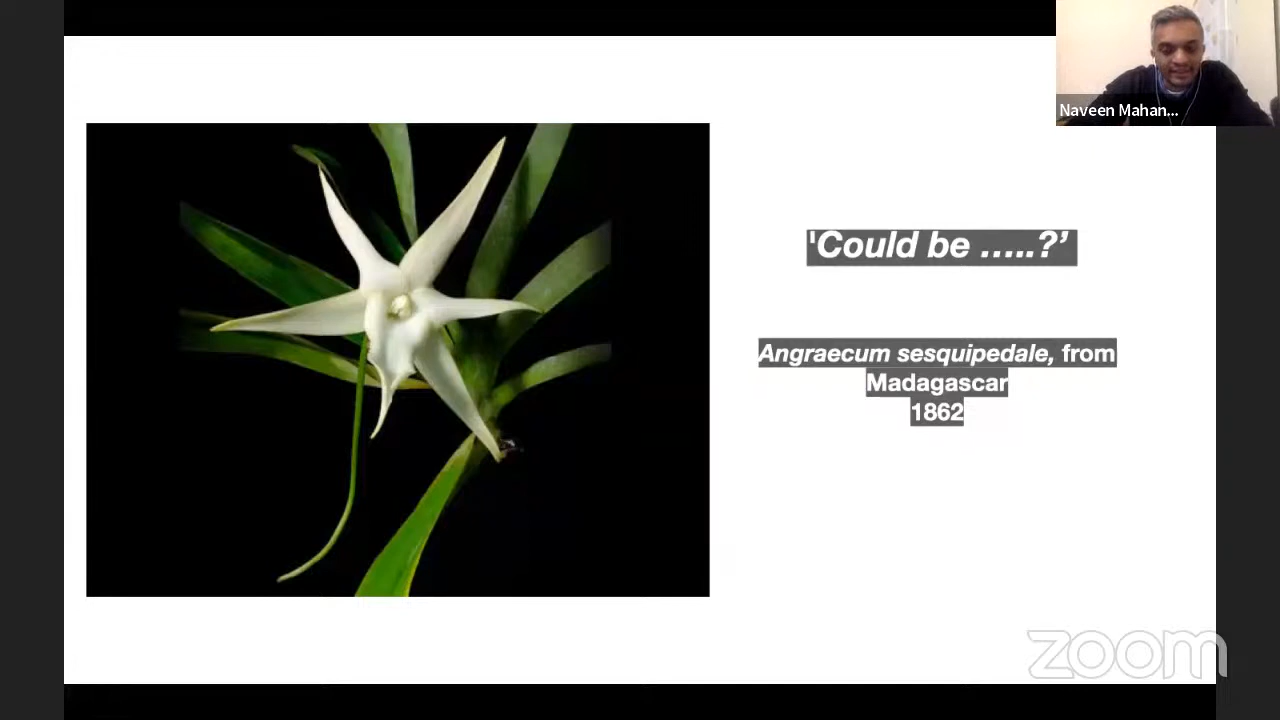 Naveen Mahan...
'Could be .....?’
Angraecum sesquipedale, from
Madagascar
1862
zoom